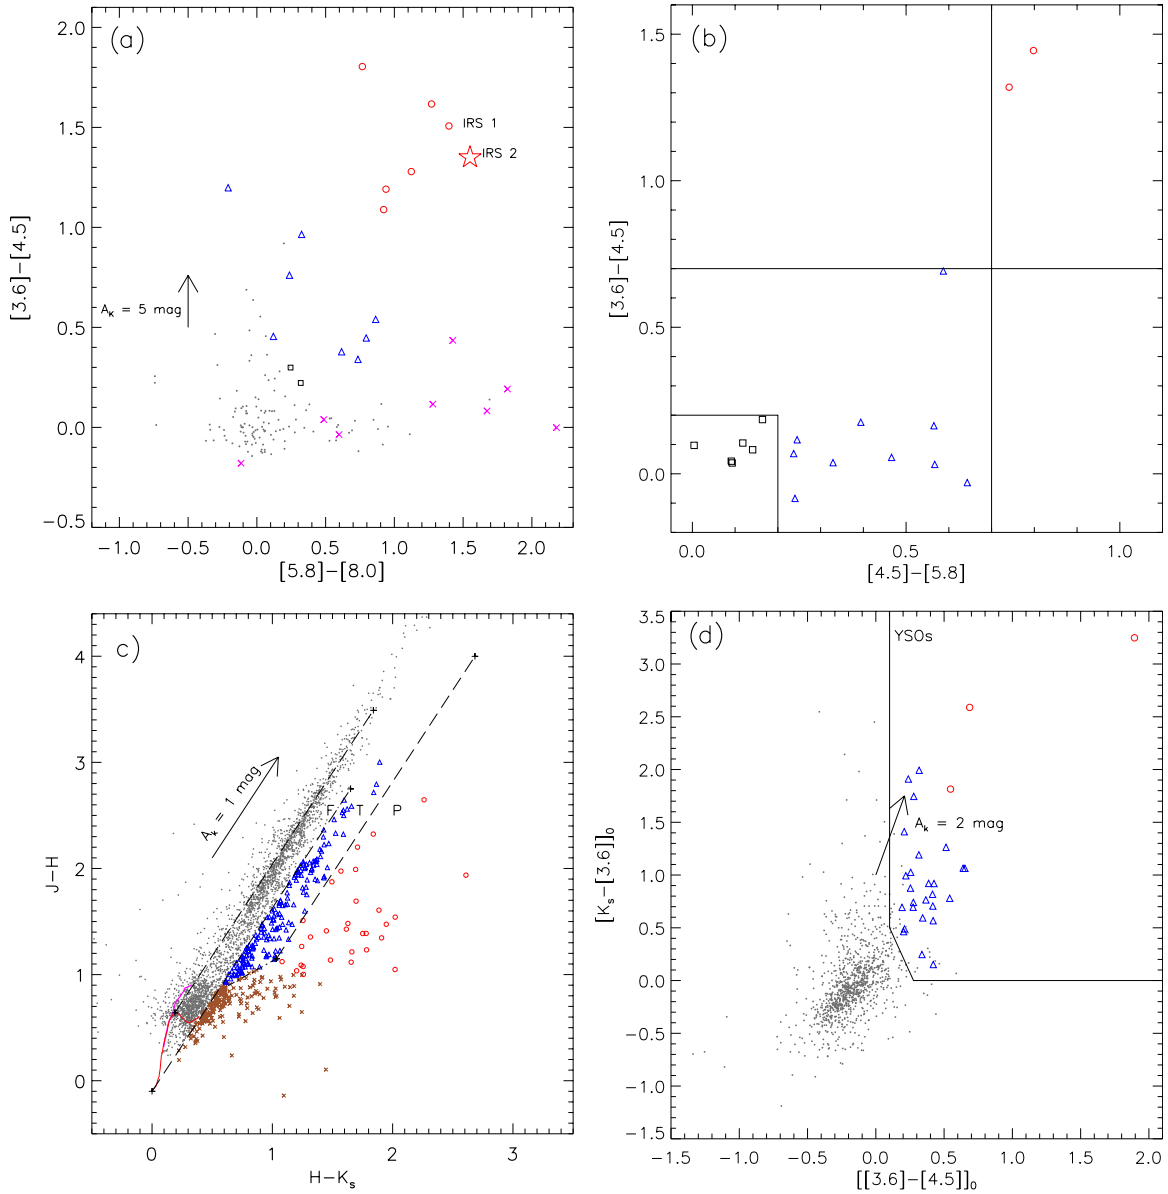 (a)
2.0
1.5
1.0
0.5
0.0
−0.5
[3.6]−[4.5]
IRS 1
IRS 2
A_K = 5 mag
−1.0 −0.5 0.0 0.5 1.0 1.5 2.0
[5.8]−[8.0]
(b)
1.5
1.0
0.5
0.0
[3.6]−[4.5]
0.0 0.5 1.0
[4.5]−[5.8]
c)
4
3
2
1
0
J−H
A_K = 1 mag
F T P
0 1 2 3
H−K_s
(d)
YSOs
3.5
3.0
2.5
2.0
1.5
1.0
0.5
0.0
−0.5
−1.0
−1.5
[K_s−[3.6]]_0
A_K = 2 mag
−1.5 −1.0 −0.5 0.0 0.5 1.0 1.5 2.0
[[3.6]−[4.5]]_0